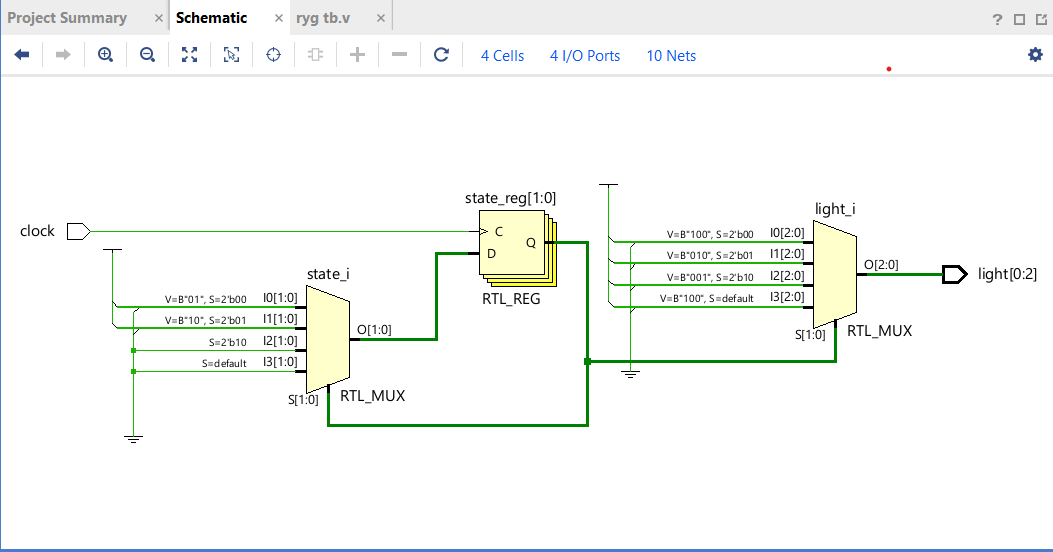 Project Summary × Schematic × ryg tb.v ×
?
4 Cells 4 I/O Ports 10 Nets
clock
state_i
V=B"01", S=2'b00 I0[1:0]
V=B"10", S=2'b01 I1[1:0]
S=2'b10 I2[1:0]
S=default I3[1:0]
S[1:0]
O[1:0]
RTL_MUX
state_reg[1:0]
C
D
Q
RTL_REG
light_i
V=B"100", S=2'b00 I0[2:0]
V=B"010", S=2'b01 I1[2:0]
V=B"001", S=2'b10 I2[2:0]
V=B"100", S=default I3[2:0]
S[1:0]
O[2:0]
RTL_MUX
light[0:2]